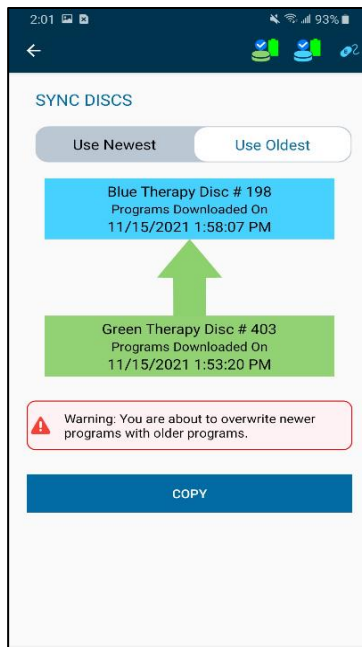 2:01 93%
SYNC DISCS
Use Newest Use Oldest
Blue Therapy Disc # 198
Programs Downloaded On
11/15/2021 1:58:07 PM
Green Therapy Disc # 403
Programs Downloaded On
11/15/2021 1:53:20 PM
Warning: You are about to overwrite newer
programs with older programs.
COPY